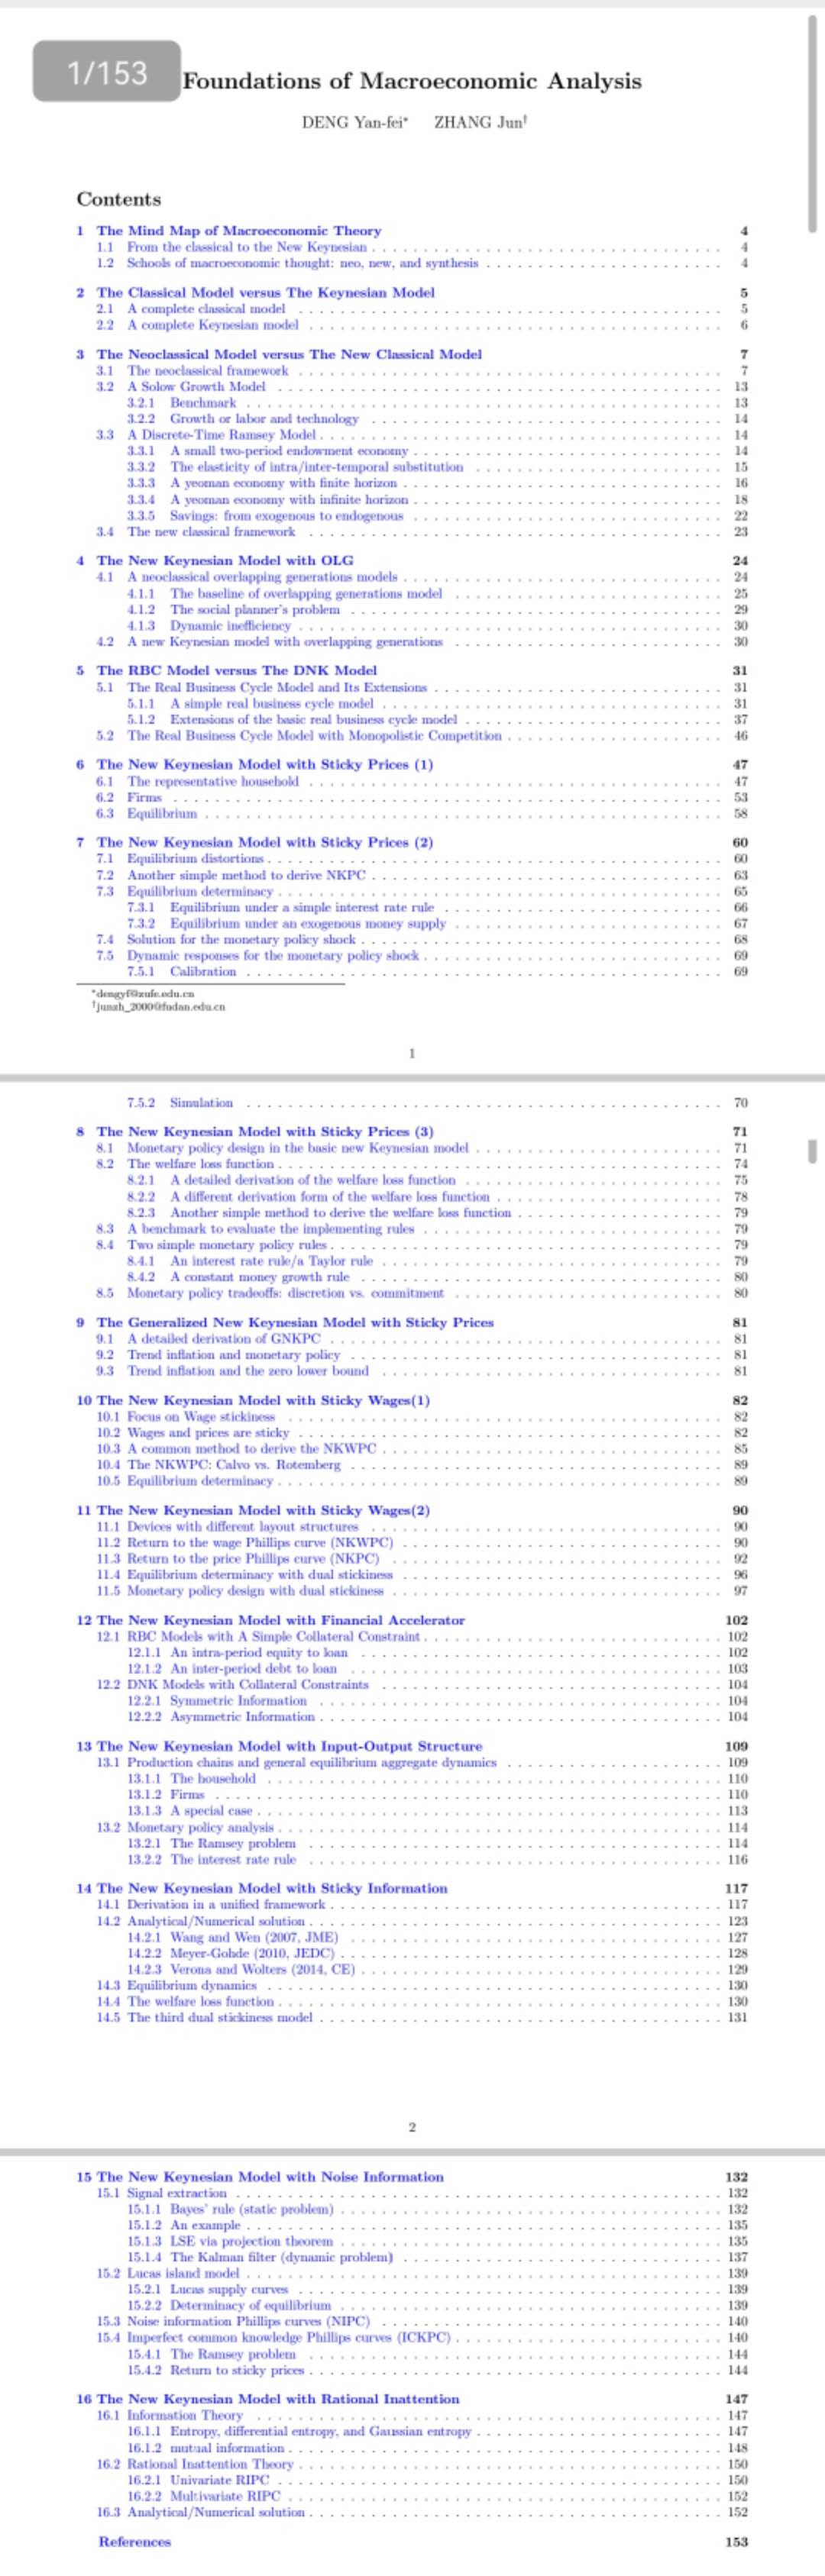 1/153
Foundations of Macroeconomic Analysis
DENG Yan-fei* ZHANG Jun†
Contents
1 The Mind Map of Macroeconomic Theory 4
1.1 From the classical to the New Keynesian 4
1.2 Schools of macroeconomic thought: neo, new, and synthesis 4
2 The Classical Model versus The Keynesian Model 5
2.1 A complete classical model 5
2.2 A complete Keynesian model 6
3 The Neoclassical Model versus The New Classical Model 7
3.1 The neoclassical framework 7
3.2 A Solow Growth Model 13
3.2.1 Benchmark 13
3.2.2 Growth or labor and technology 14
3.3 A Discrete-Time Ramsey Model 14
3.3.1 A small two-period endowment economy 14
3.3.2 The elasticity of intra/inter-temporal substitution 15
3.3.3 A yeoman economy with finite horizon 16
3.3.4 A yeoman economy with infinite horizon 18
3.3.5 Savings: from exogenous to endogenous 22
3.4 The new classical framework 23
4 The New Keynesian Model with OLG 24
4.1 A neoclassical overlapping generations models 24
4.1.1 The baseline of overlapping generations model 25
4.1.2 The social planner's problem 29
4.1.3 Dynamic inefficiency 30
4.2 A new Keynesian model with overlapping generations 30
5 The RBC Model versus The DNK Model 31
5.1 The Real Business Cycle Model and Its Extensions 31
5.1.1 A simple real business cycle model 31
5.1.2 Extensions of the basic real business cycle model 37
5.2 The Real Business Cycle Model with Monopolistic Competition 46
6 The New Keynesian Model with Sticky Prices (1) 47
6.1 The representative household 47
6.2 Firms 53
6.3 Equilibrium 58
7 The New Keynesian Model with Sticky Prices (2) 60
7.1 Equilibrium distortions 60
7.2 Another simple method to derive NKPC 63
7.3 Equilibrium determinacy 65
7.3.1 Equilibrium under a simple interest rate rule 66
7.3.2 Equilibrium under an exogenous money supply 67
7.4 Solution for the monetary policy shock 68
7.5 Dynamic responses for the monetary policy shock 69
7.5.1 Calibration 69
*dengyf@zufe.edu.cn
†junzh_2000@fudan.edu.cn
1
7.5.2 Simulation 70
8 The New Keynesian Model with Sticky Prices (3) 71
8.1 Monetary policy design in the basic new Keynesian model 71
8.2 The welfare loss function 74
8.2.1 A detailed derivation of the welfare loss function 75
8.2.2 A different derivation form of the welfare loss function 78
8.2.3 Another simple method to derive the welfare loss function 79
8.3 A benchmark to evaluate the implementing rules 79
8.4 Two simple monetary policy rules 79
8.4.1 An interest rate rule/a Taylor rule 79
8.4.2 A constant money growth rule 80
8.5 Monetary policy tradeoffs: discretion vs. commitment 80
9 The Generalized New Keynesian Model with Sticky Prices 81
9.1 A detailed derivation of GNKPC 81
9.2 Trend inflation and monetary policy 81
9.3 Trend inflation and the zero lower bound 81
10 The New Keynesian Model with Sticky Wages(1) 82
10.1 Focus on Wage stickiness 82
10.2 Wages and prices are sticky 82
10.3 A common method to derive the NKWPC 85
10.4 The NKWPC: Calvo vs. Rotemberg 89
10.5 Equilibrium determinacy 89
11 The New Keynesian Model with Sticky Wages(2) 90
11.1 Devices with different layout structures 90
11.2 Return to the wage Phillips curve (NKWPC) 90
11.3 Return to the price Phillips curve (NKPC) 92
11.4 Equilibrium determinacy with dual stickiness 96
11.5 Monetary policy design with dual stickiness 97
12 The New Keynesian Model with Financial Accelerator 102
12.1 RBC Models with A Simple Collateral Constraint 102
12.1.1 An intra-period equity to loan 102
12.1.2 An inter-period debt to loan 103
12.2 DNK Models with Collateral Constraints 104
12.2.1 Symmetric Information 104
12.2.2 Asymmetric Information 104
13 The New Keynesian Model with Input-Output Structure 109
13.1 Production chains and general equilibrium aggregate dynamics 109
13.1.1 The household 110
13.1.2 Firms 110
13.1.3 A special case 113
13.2 Monetary policy analysis 114
13.2.1 The Ramsey problem 114
13.2.2 The interest rate rule 116
14 The New Keynesian Model with Sticky Information 117
14.1 Derivation in a unified framework 117
14.2 Analytical/Numerical solution 123
14.2.1 Wang and Wen (2007, JME) 127
14.2.2 Meyer-Gohde (2010, JEDC) 128
14.2.3 Verona and Wolters (2014, CE) 129
14.3 Equilibrium dynamics 130
14.4 The welfare loss function 130
14.5 The third dual stickiness model 131
2
15 The New Keynesian Model with Noise Information 132
15.1 Signal extraction 132
15.1.1 Bayes' rule (static problem) 132
15.1.2 An example 135
15.1.3 LSE via projection theorem 135
15.1.4 The Kalman filter (dynamic problem) 137
15.2 Lucas island model 139
15.2.1 Lucas supply curves 139
15.2.2 Determinacy of equilibrium 139
15.3 Noise information Phillips curves (NIPC) 140
15.4 Imperfect common knowledge Phillips curves (ICKPC) 140
15.4.1 The Ramsey problem 144
15.4.2 Return to sticky prices 144
16 The New Keynesian Model with Rational Inattention 147
16.1 Information Theory 147
16.1.1 Entropy, differential entropy, and Gaussian entropy 147
16.1.2 mutual information 148
16.2 Rational Inattention Theory 150
16.2.1 Univariate RIPC 150
16.2.2 Multivariate RIPC 152
16.3 Analytical/Numerical solution 152
References 153